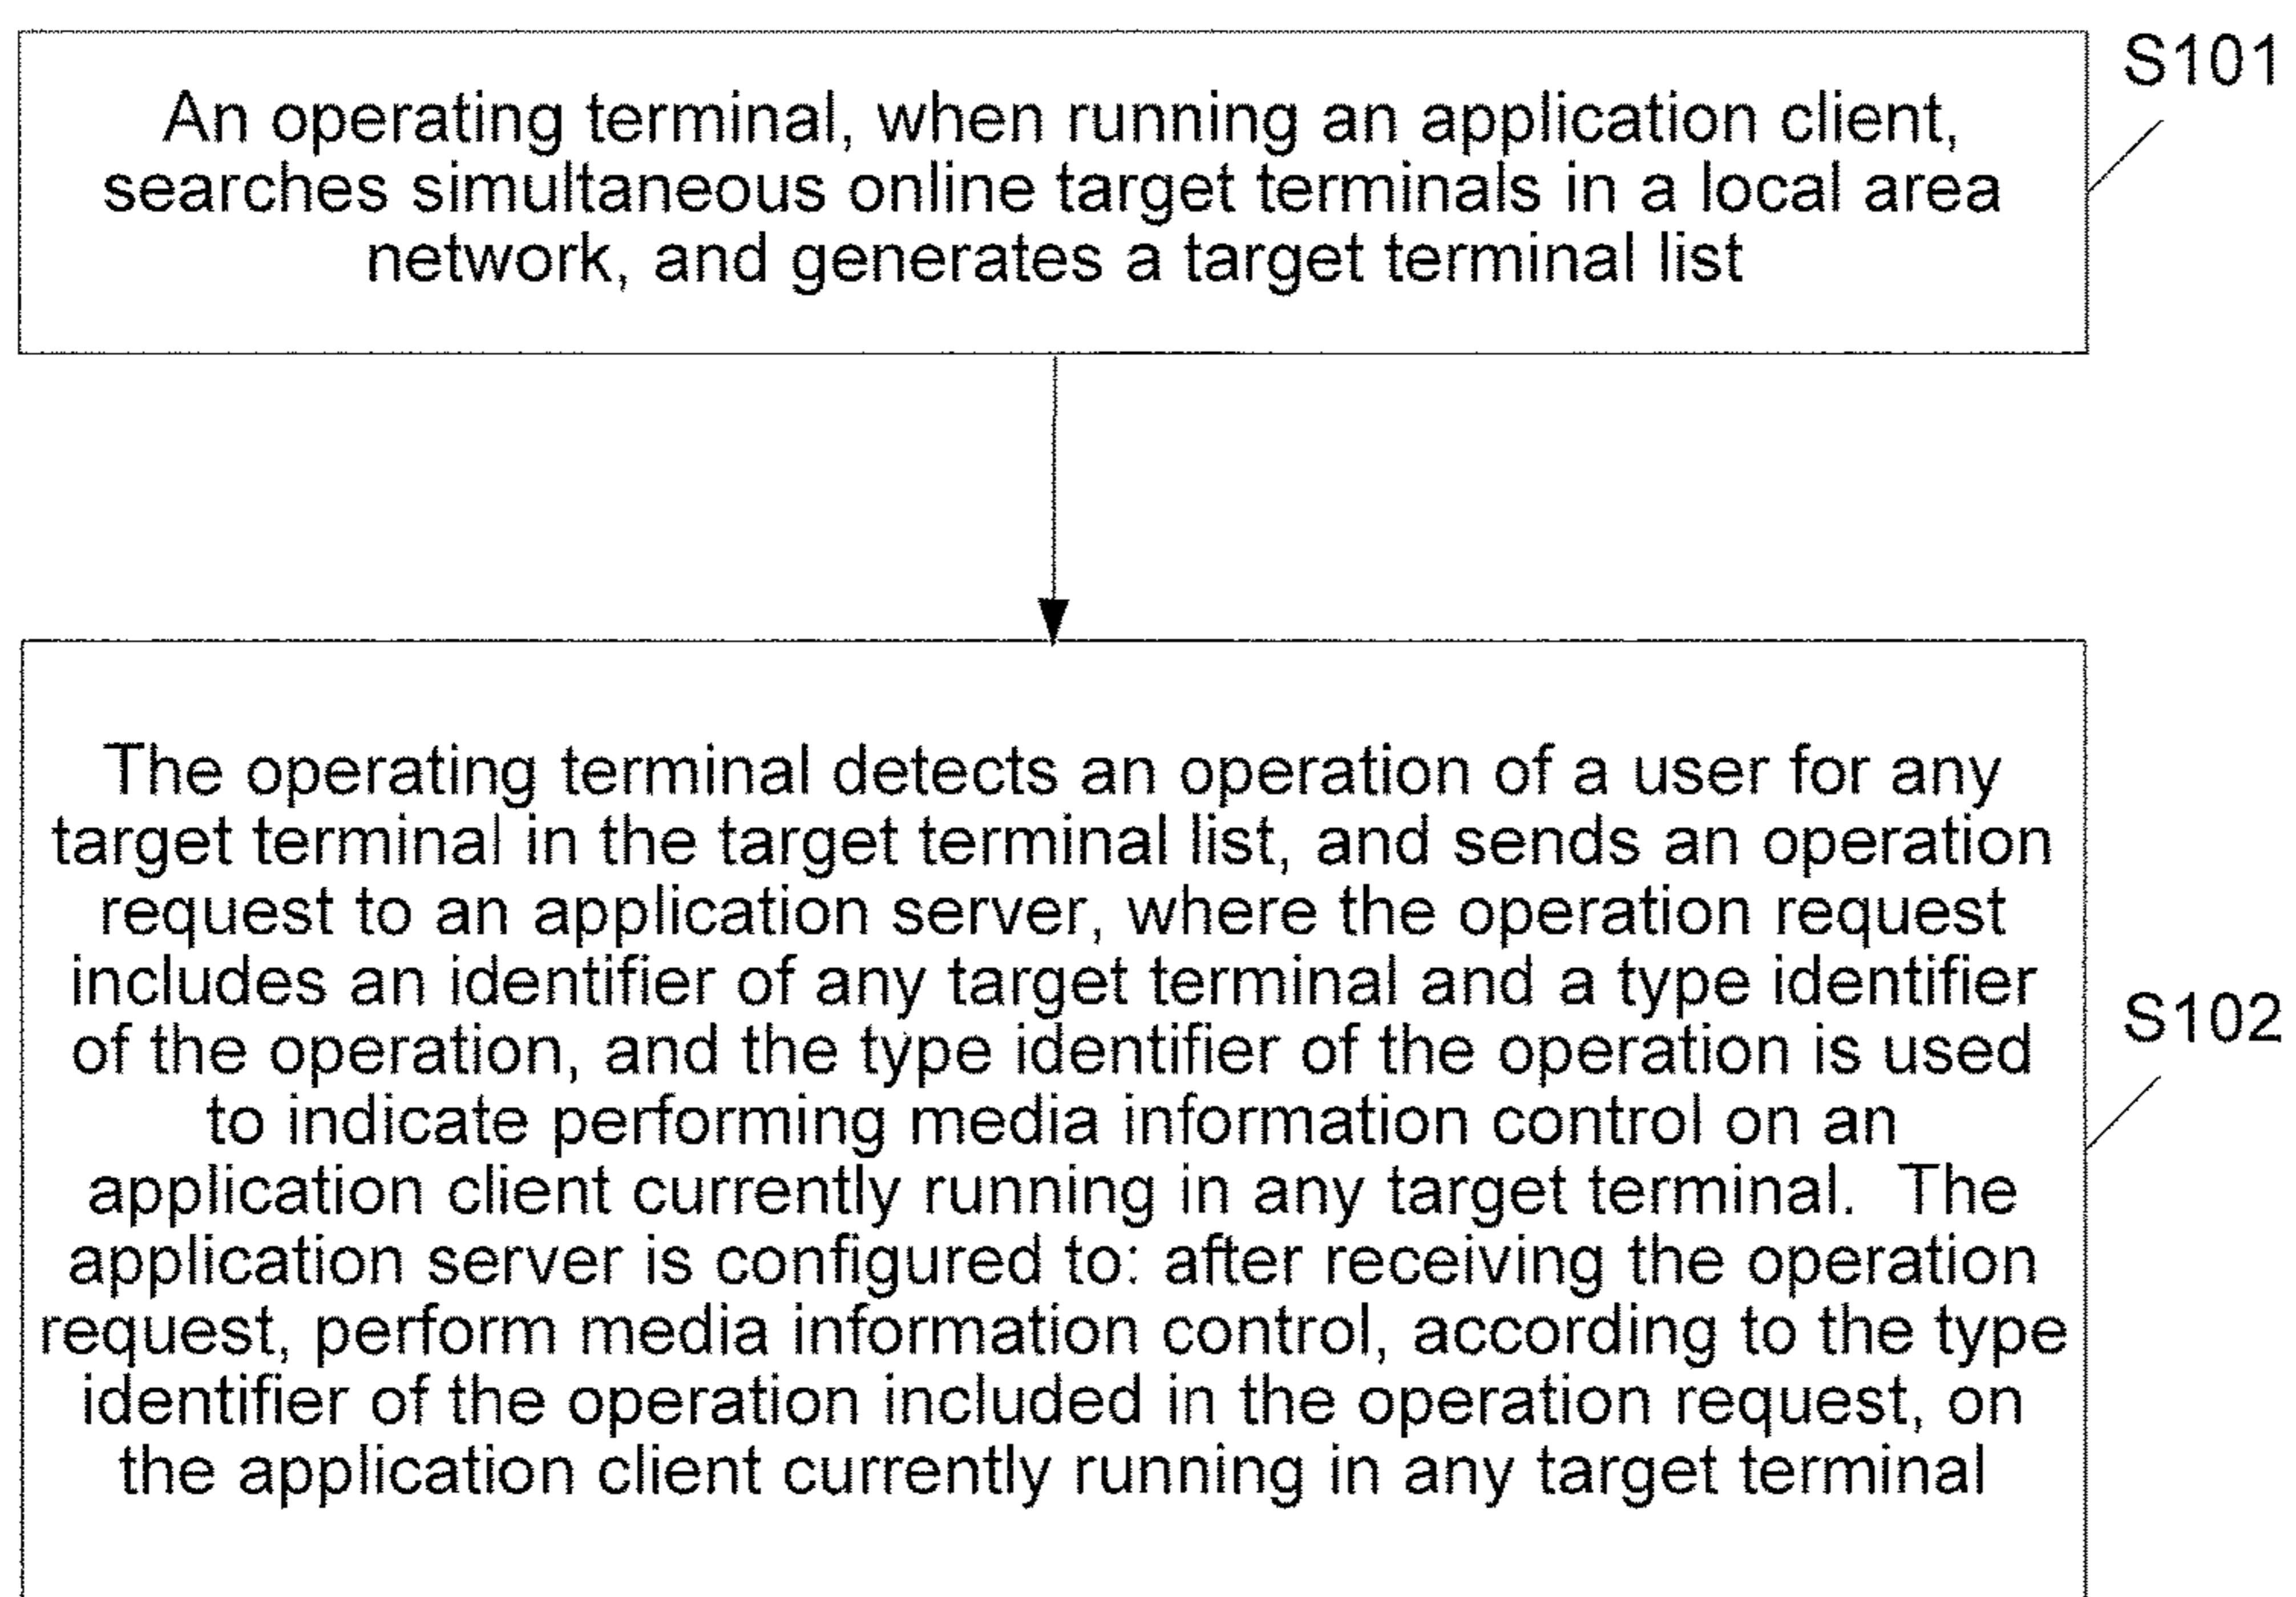 S101
An operating terminal, when running an application client,
searches simultaneous online target terminals in a local area
network, and generates a target terminal list
The operating terminal detects an operation of a user for any
target terminal in the target terminal list, and sends an operation
request to an application server, where the operation request
includes an identifier of any target terminal and a type identifier
of the operation, and the type identifier of the operation is used
to indicate performing media information control on an
application client currently running in any target terminal. The
application server is configured to: after receiving the operation
request, perform media information control, according to the type
identifier of the operation included in the operation request, on
the application client currently running in any target terminal
S102